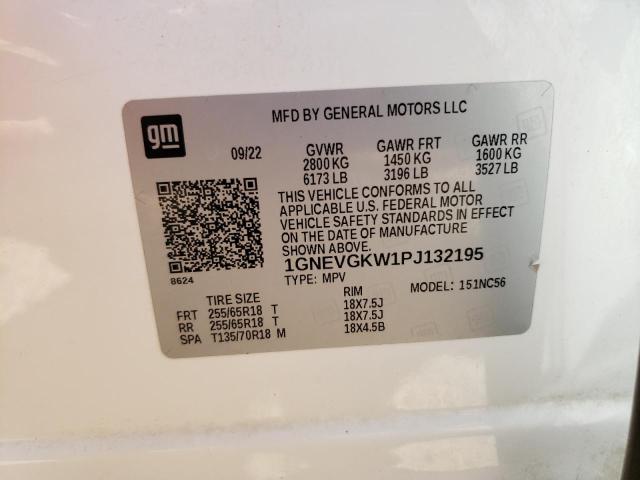 MFD BY GENERAL MOTORS LLC
gm
09/22 GVWR GAWR FRT GAWR RR
2800 KG 1450 KG 1600 KG
6173 LB 3196 LB 3527 LB
THIS VEHICLE CONFORMS TO ALL
APPLICABLE U.S. FEDERAL MOTOR
VEHICLE SAFETY STANDARDS IN EFFECT
ON THE DATE OF MANUFACTURE
SHOWN ABOVE.
8624
1GNEVGKW1PJ132195
TYPE: MPV MODEL: 151NC56
TIRE SIZE RIM
FRT 255/65R18 T 18X7.5J
RR 255/65R18 T 18X7.5J
SPA T135/70R18 M 18X4.5B